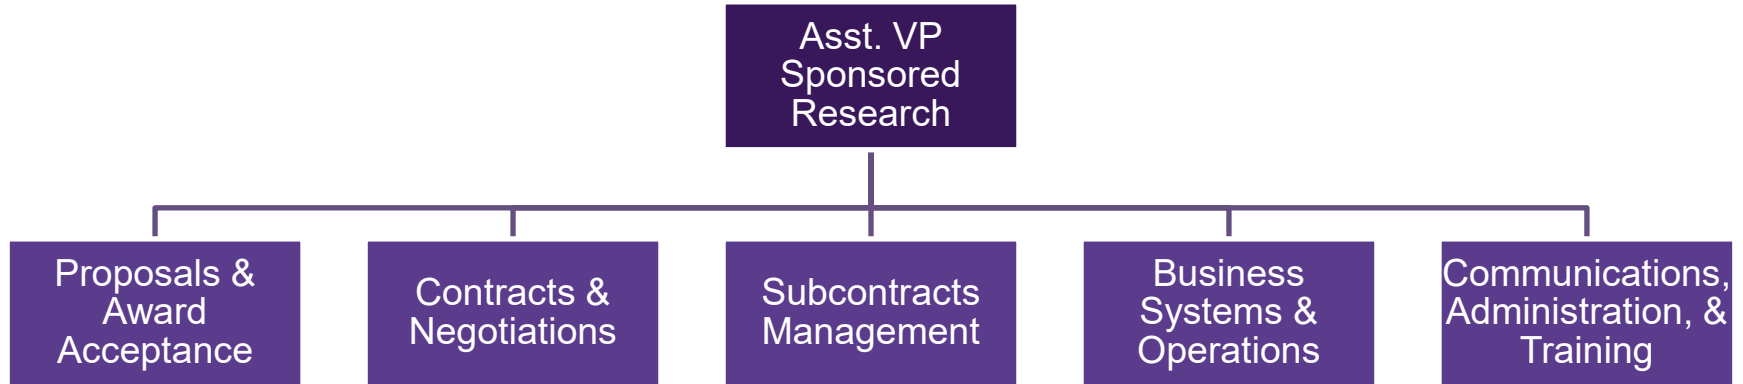 Asst. VP
Sponsored
Research
Proposals &
Award
Acceptance
Contracts &
Negotiations
Subcontracts
Management
Business
Systems &
Operations
Communications,
Administration, &
Training